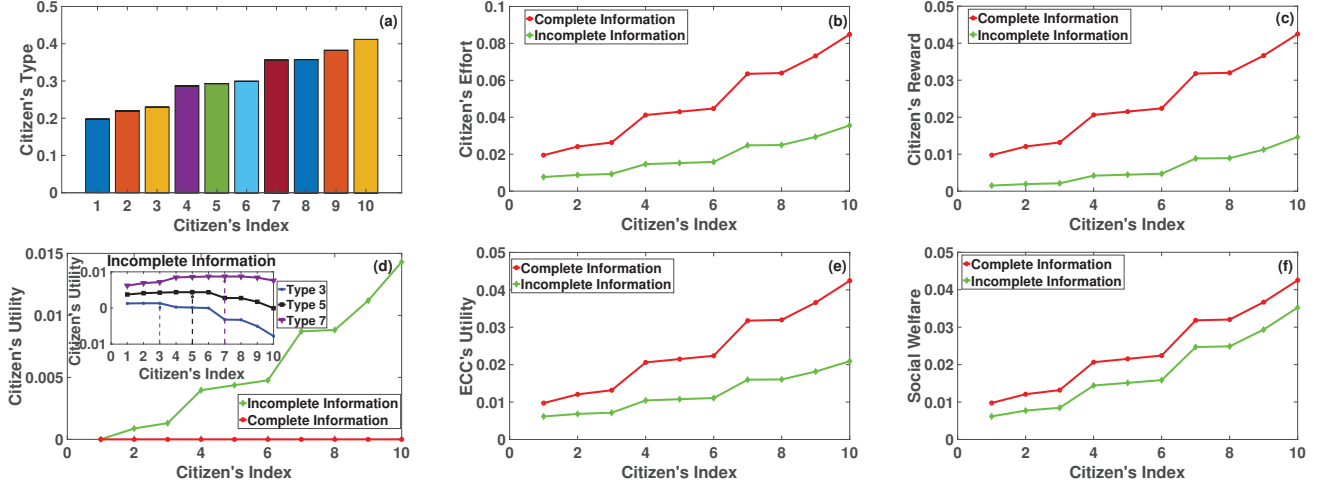 (a)
0.5
0.4
0.3
0.2
0.1
0
1 2 3 4 5 6 7 8 9 10
Citizen's Index
Citizen's Type
(b)
Complete Information
Incomplete Information
0.1
0.08
0.06
0.04
0.02
0
0 2 4 6 8 10
Citizen's Index
Citizen's Effort
(c)
Complete Information
Incomplete Information
0.05
0.04
0.03
0.02
0.01
0
0 2 4 6 8 10
Citizen's Index
Citizen's Reward
(d)
0.015
0.01
0.005
0
0 2 4 6 8 10
Citizen's Index
Citizen's Utility
Incomplete Information
Complete Information
Incomplete Information
0.01
0
0.01
1 2 3 4 5 6 7 8 9 10
Citizen's Index
Citizen's Utility
Type 3
Type 5
Type 7
(e)
Complete Information
Incomplete Information
0.05
0.04
0.03
0.02
0.01
0
0 2 4 6 8 10
Citizen's Index
ECC's Utility
(f)
Complete Information
Incomplete Information
0.05
0.04
0.03
0.02
0.01
0
0 2 4 6 8 10
Citizen's Index
Social Welfare